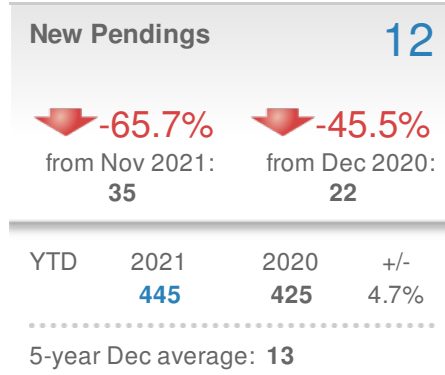 New Pendings 12
-65.7% -45.5%
from Nov 2021: from Dec 2020:
35 22
YTD 2021 2020 +/-
445 425 4.7%
5-year Dec average: 13